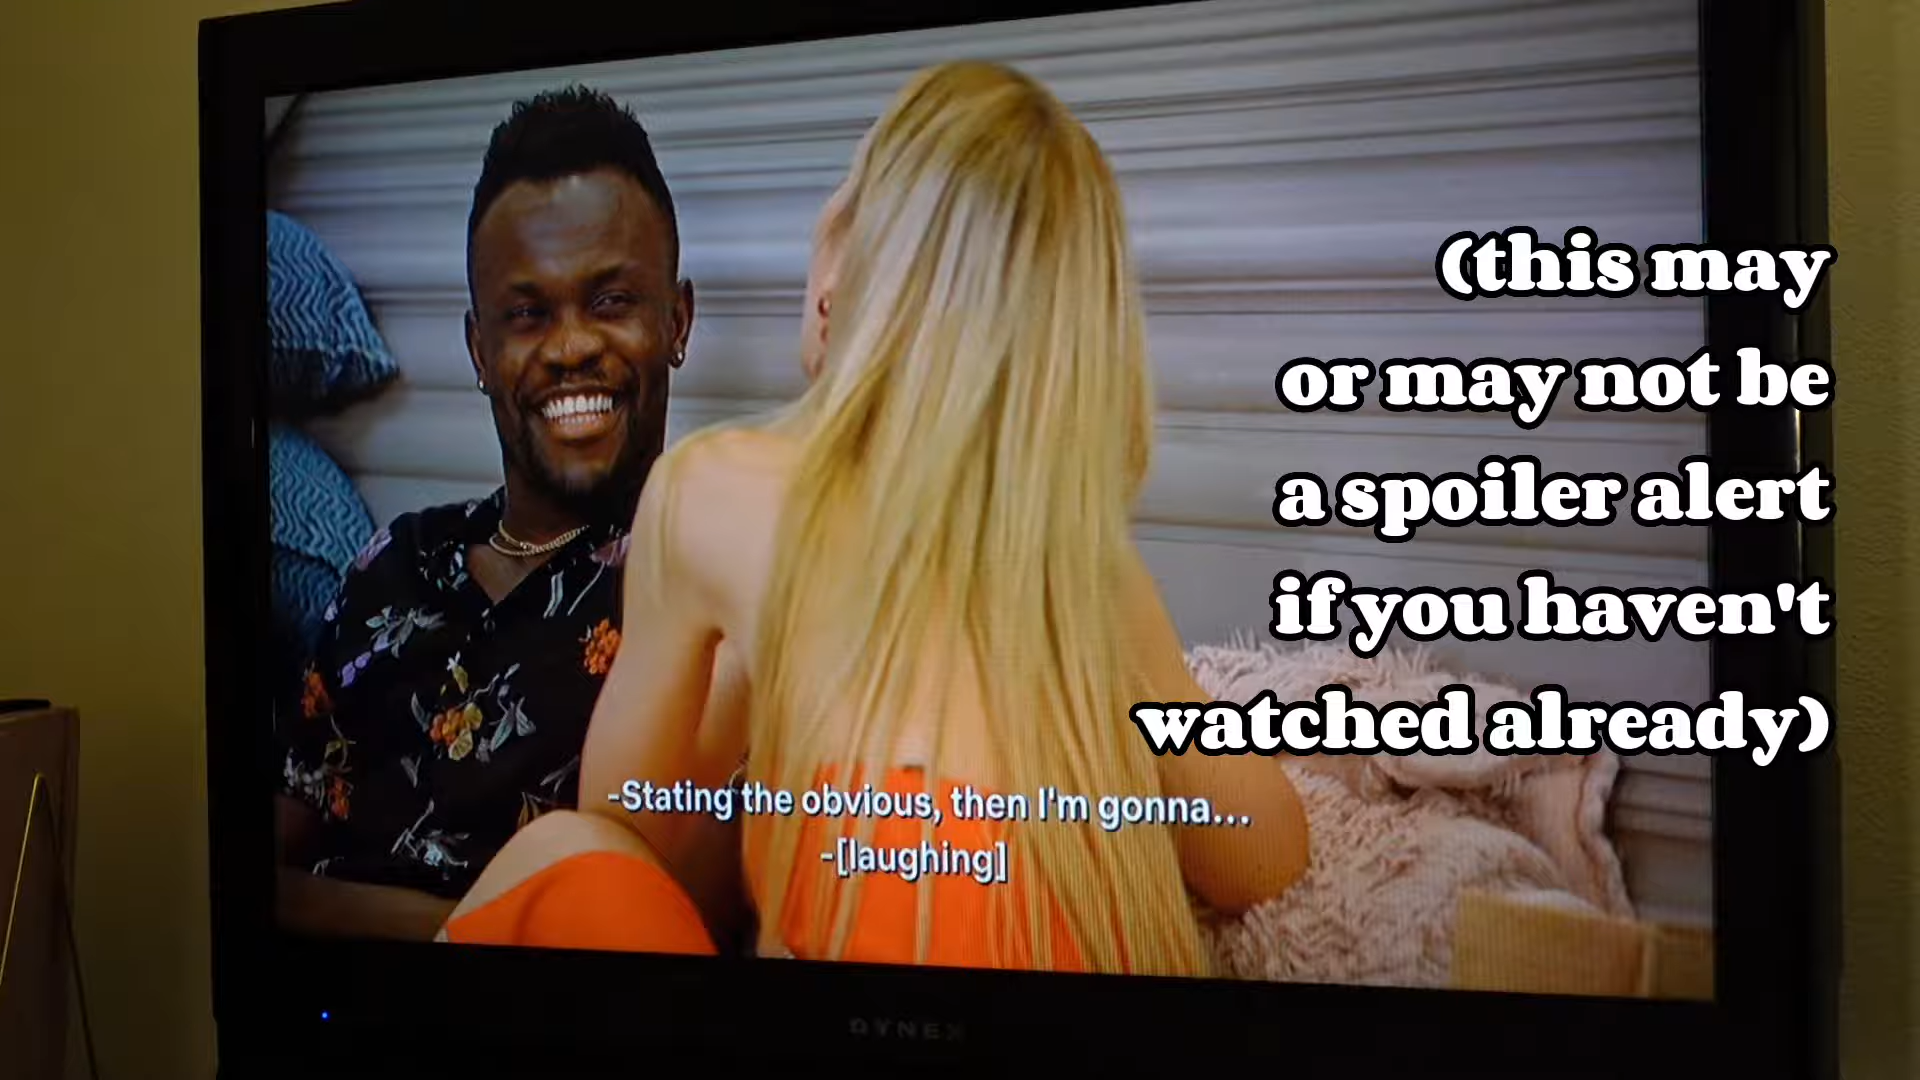 (this may
or may not be
a spoiler alert
if you haven't
watched already)
-Stating the obvious, then I'm gonna...
-[laughing]
DYNEX